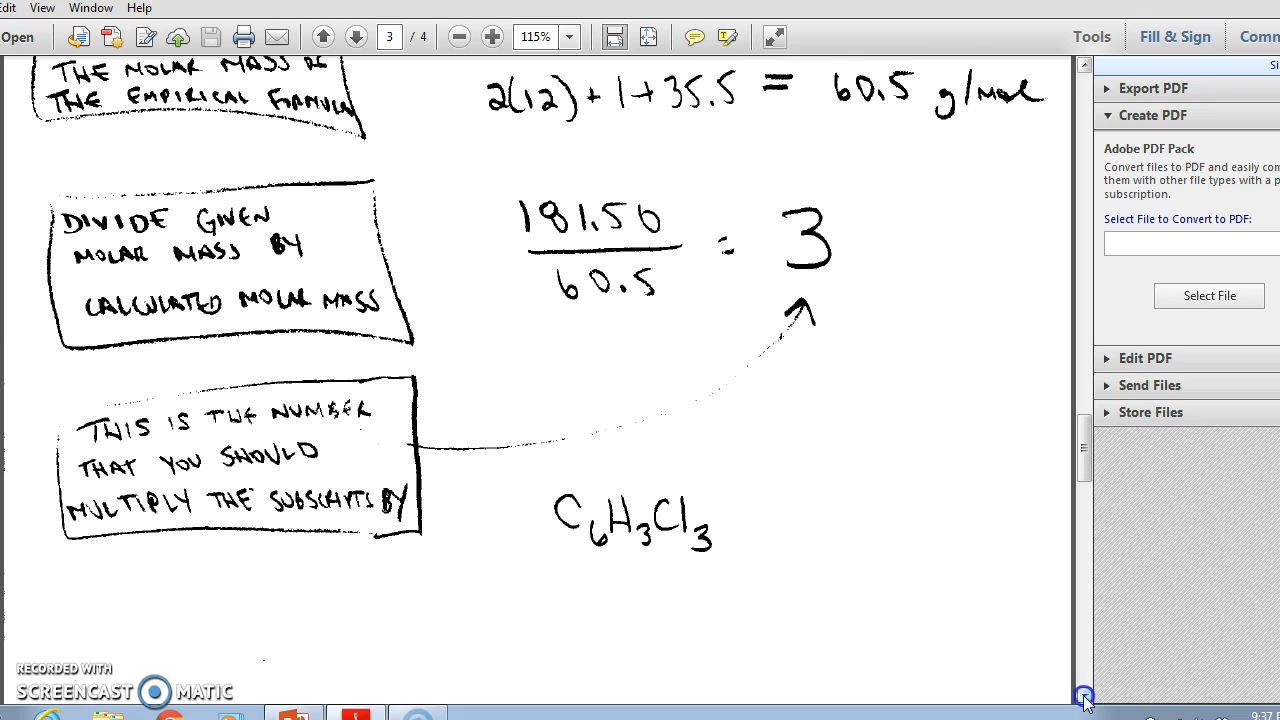 Edit View Window Help
Open 3 / 4 115% Tools Fill & Sign
THE MOLAR MASS OF
THE EMPIRICAL FORMULA
2(12) + 1 + 35.5 = 60.5 g/mol
DIVIDE GIVEN
MOLAR MASS BY
CALCULATED MOLAR MASS
181.50
60.5
= 3
THIS IS THE NUMBER
THAT YOU SHOULD
MULTIPLY THE SUBSCRIPTS BY
C6H3Cl3
Export PDF
Create PDF
Adobe PDF Pack
Convert files to PDF and easily com
them with other file types with a p
subscription.
Select File to Convert to PDF:
Select File
Edit PDF
Send Files
Store Files
RECORDED WITH
SCREENCAST MATIC